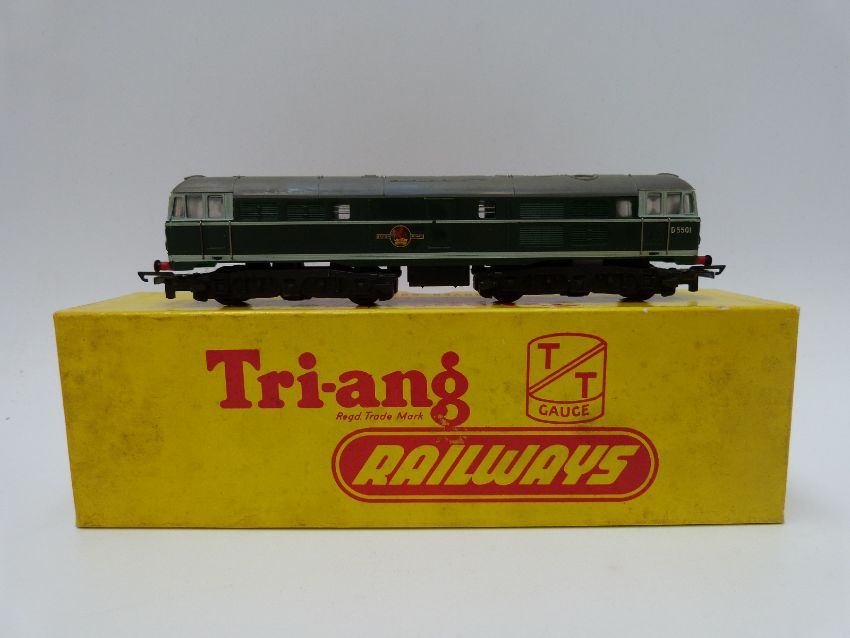 D5501
Tri-ang
Regd. Trade Mark
T T
GAUGE
RAILWAYS